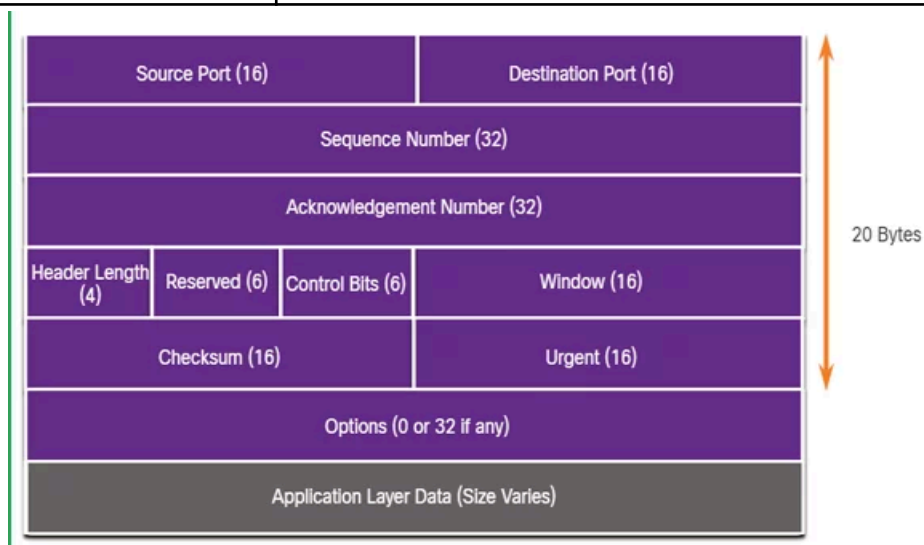 Source Port (16)
Destination Port (16)
Sequence Number (32)
Acknowledgement Number (32)
20 Bytes
Header Length
(4)
Reserved (6)
Control Bits (6)
Window (16)
Checksum (16)
Urgent (16)
Options (0 or 32 if any)
Application Layer Data (Size Varies)